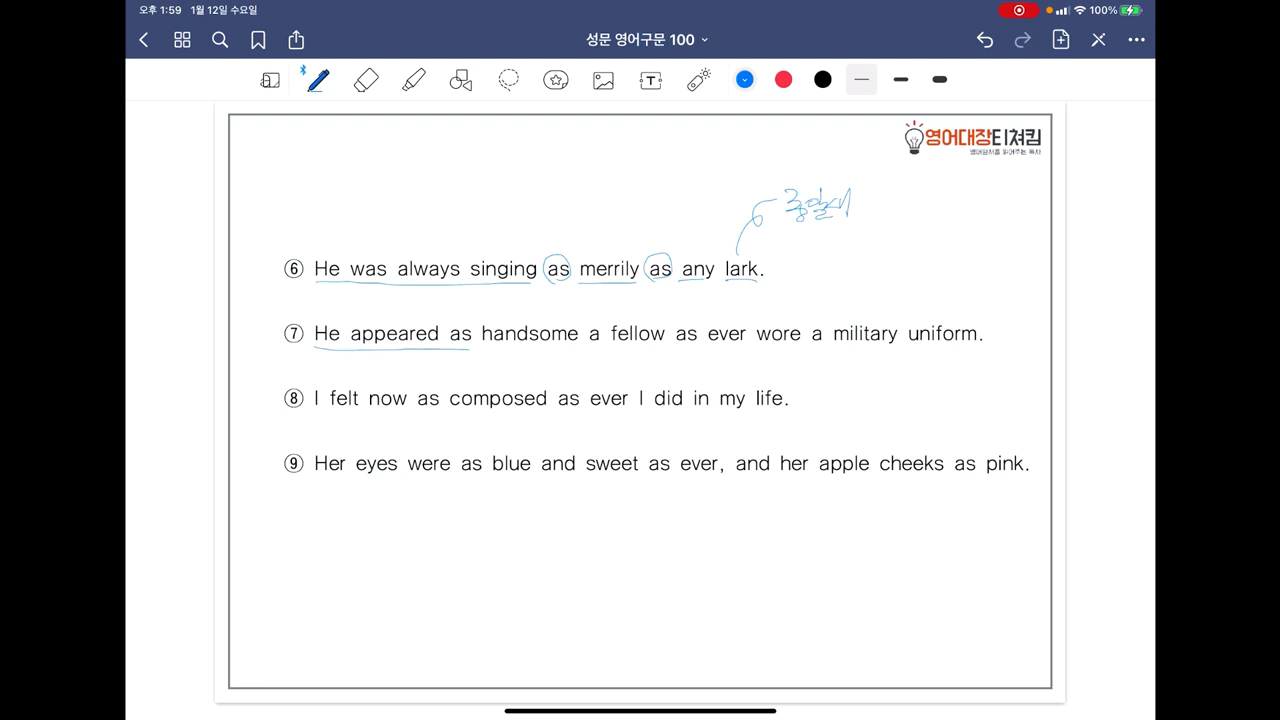 오후 1:59 1월 12일 수요일
100%
성문 영어구문 100
T
영어대장티쳐킴
종달새
⑥ He was always singing as merrily as any lark.
⑦ He appeared as handsome a fellow as ever wore a military uniform.
⑧ I felt now as composed as ever I did in my life.
⑨ Her eyes were as blue and sweet as ever, and her apple cheeks as pink.